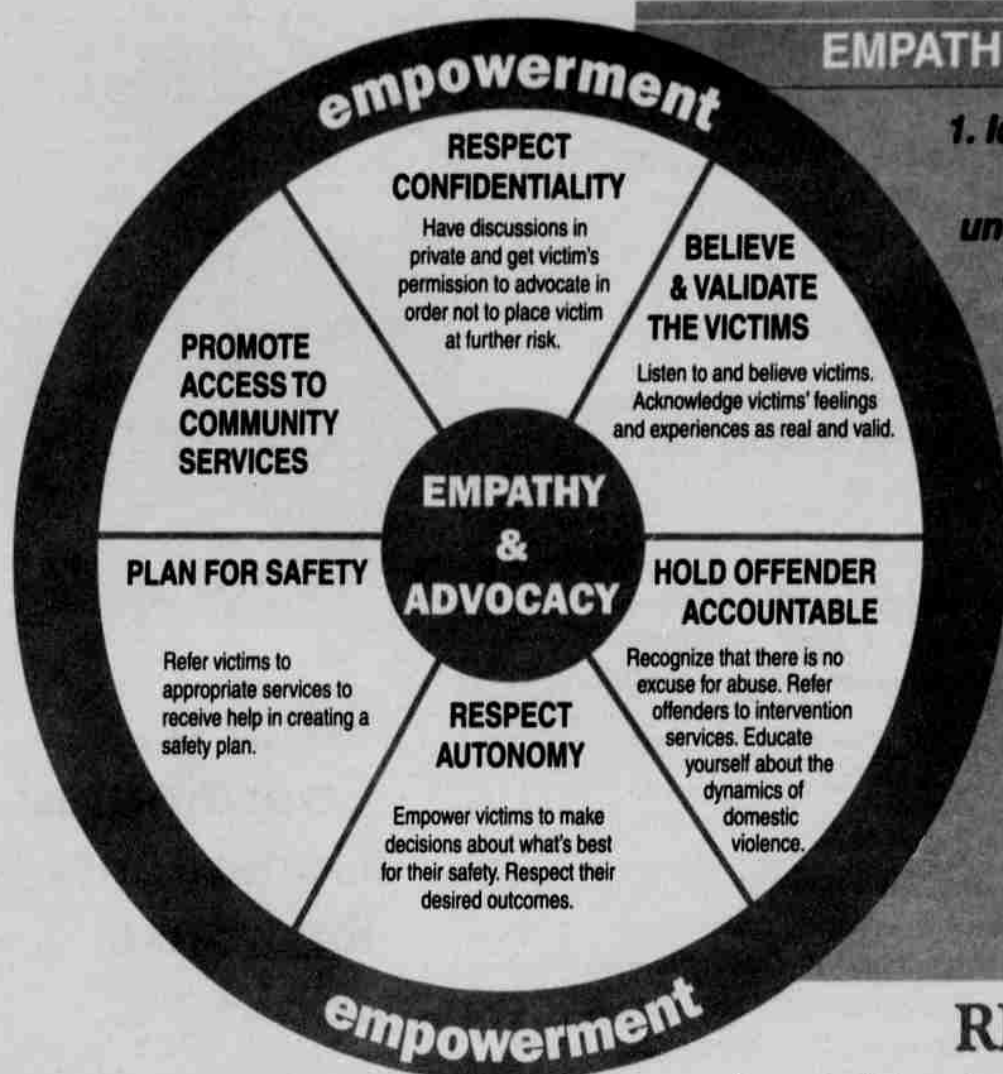 empowerment
RESPECT
CONFIDENTIALITY
Have discussions in
private and get victim's
permission to advocate in
order not to place victim
at further risk.
BELIEVE
& VALIDATE
THE VICTIMS
Listen to and believe victims.
Acknowledge victims' feelings
and experiences as real and valid.
PROMOTE
ACCESS TO
COMMUNITY
SERVICES
EMPATHY
&
ADVOCACY
HOLD OFFENDER
ACCOUNTABLE
Recognize that there is no
excuse for abuse. Refer
offenders to intervention
services. Educate
yourself about the
dynamics of
domestic
violence.
PLAN FOR SAFETY
Refer victims to
appropriate services to
receive help in creating a
safety plan.
RESPECT
AUTONOMY
Empower victims to make
decisions about what's best
for their safety. Respect their
desired outcomes.
empowerment
EMPATH
1.
un